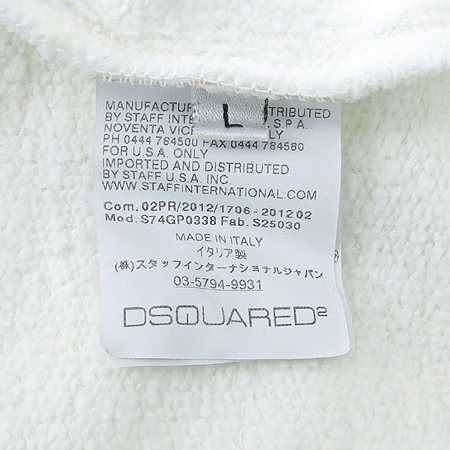 MANUFACTUR
TRIBUTED
BY STAFF INTE
S.P.A.
NOVENTA VIC
LY
L
PH 0444 784500 FAX 0444 784580
FOR U.S.A. ONLY
IMPORTED AND DISTRIBUTED
BY STAFF U.S.A. INC.
WWW.STAFFINTERNATIONAL.COM
Com. 02PR/2012/1706-201202
Mod. S74GP0338 Fab. S25030
MADE IN ITALY
イタリア製
(株)スタッフインターナショナルジャパン
03-5794-9931
DSQUARED2